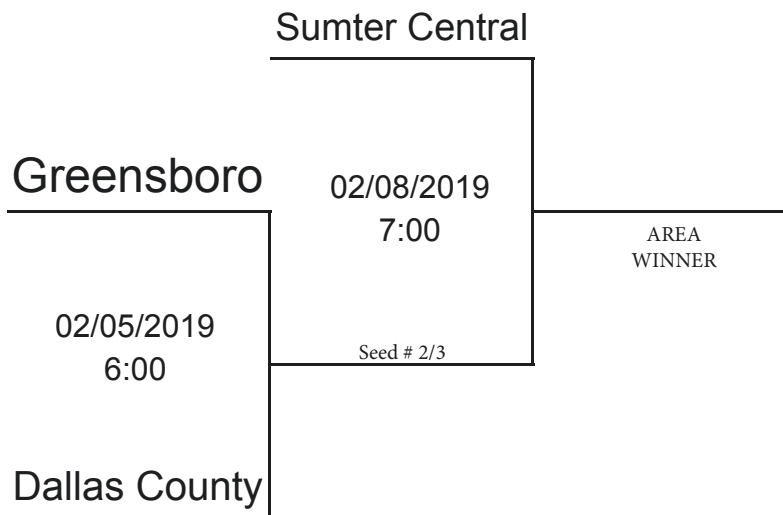 Sumter Central
Greensboro
02/08/2019
7:00
AREA
WINNER
02/05/2019
6:00
Seed # 2/3
Dallas County